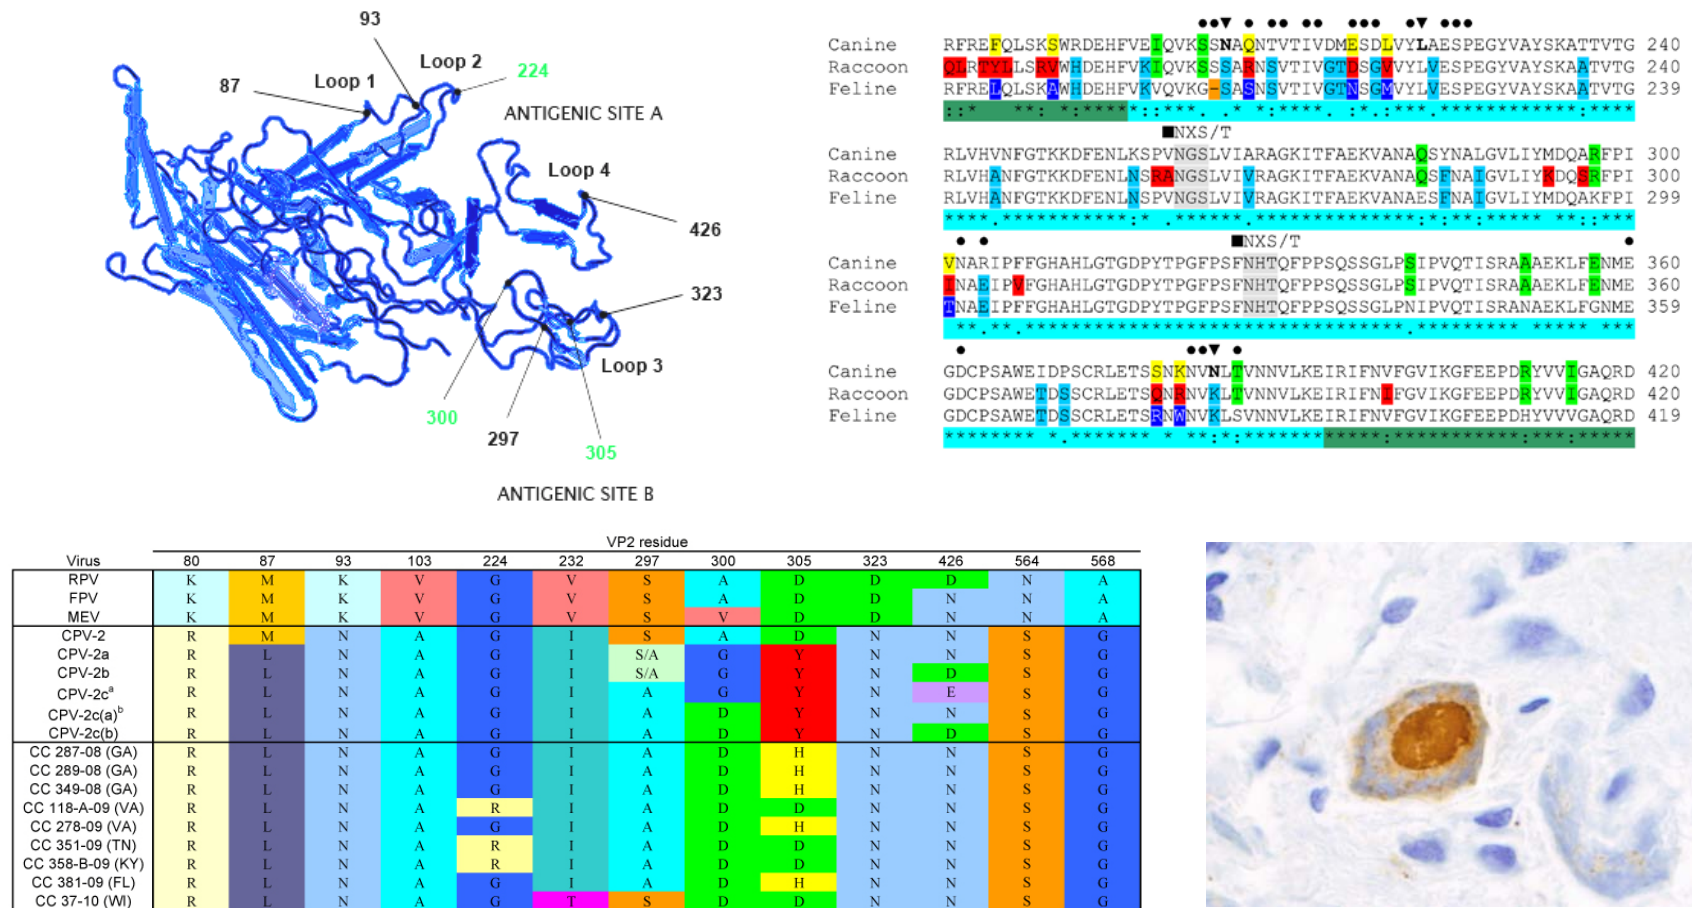 93
Loop 2
Loop 1
224
87
ANTIGENIC SITE A
Loop 4
426
323
Loop 3
300
297
305
ANTIGENIC SITE B
Canine RFREFQLSKSWRDEHFVEIQVKSSNAQNTVTIVDMESDLVYLAESPEGYVAYSKATTVTG 240
Raccoon QLRTYLLSRVWHDEHFVKIQVKSSSARNSVTIVGTDSGVVYLVESPEGYVAYSKAATVTG 240
Feline RFRELQLSKAWHDEHFVKVQVKG-SASNSVTIVGTNSGMVYLVESPEGYVAYSKAATVTG 239
■NXS/T
Canine RLVHVNFGTKKDFENLKSPVNGSLVIARAGKITFAEKVANAQSYNALGVLIYMDQARFPI 300
Raccoon RLVHANFGTKKDFENLNSRANGSLVIVRAGKITFAEKVANAQSFNAIGVLIYKDQSRFPI 300
Feline RLVHANFGTKKDFENLNSPVNGSLVIVRAGKITFAEKVANAESFNAIGVLIYMDQAKFPI 299
■NXS/T
Canine VNARIPFFGHAHLGTGDPYTPGFPSFNHTQFPPSQSSGLPSIPVQTISRAAAEKLFENME 360
Raccoon INAEIPVFGHAHLGTGDPYTPGFPSFNHTQFPPSQSSGLPSIPVQTISRAAAEKLFENME 360
Feline TNAEIPFFGHAHLGTGDPYTPGFPSFNHTQFPPSQSSGLPNIPVQTISRANAEKLFGNME 359
Canine GDCPSAWEIDPSCRLETSSNKNVNLTVNNVLKEIRIFNVFGVIKGFEEPDRYVVIGAQRD 420
Raccoon GDCPSAWETDSSCRLETSQNRNVKLTVNNVLKEIRIFNIFGVIKGFEEPDRYVVIGAQRD 420
Feline GDCPSAWETDSSCRLETSRNWNVKLSVNNVLKEIRIFNVFGVIKGFEEPDHYVVVGAQRD 419
VP2 residue
Virus 80 87 93 103 224 232 297 300 305 323 426 564 568
RPV K M K V G V S A D D D N A
FPV K M K V G V S A D D N N A
MEV K M K V G V S V D D N N A
CPV-2 R M N A G I S A D N N S G
CPV-2a R L N A G I S/A G Y N N S G
CPV-2b R L N A G I S/A G Y N D S G
CPV-2cᵃ R L N A G I A G Y N E S G
CPV-2c(a)ᵇ R L N A G I A D Y N N S G
CPV-2c(b) R L N A G I A D Y N D S G
CC 287-08 (GA) R L N A G I A D H N N S G
CC 289-08 (GA) R L N A G I A D H N N S G
CC 349-08 (GA) R L N A G I A D H N N S G
CC 118-A-09 (VA) R L N A R I A D D N N S G
CC 278-09 (VA) R L N A G I A D H N N S G
CC 351-09 (TN) R L N A R I A D D N N S G
CC 358-B-09 (KY) R L N A R I A D D N N S G
CC 381-09 (FL) R L N A G I A D H N N S G
CC 37-10 (WI) R L N A G T S D D N N S G